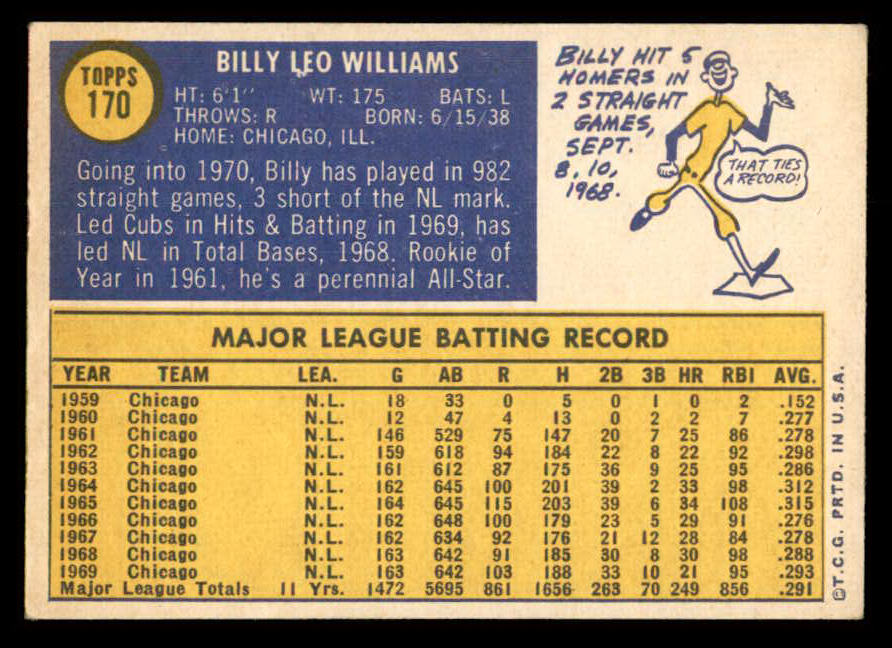 TOPPS
170
BILLY LEO WILLIAMS
HT: 6'1" WT: 175 BATS: L
THROWS: R BORN: 6/15/38
HOME: CHICAGO, ILL.
Going into 1970, Billy has played in 982
straight games, 3 short of the NL mark.
Led Cubs in Hits & Batting in 1969, has
led NL in Total Bases, 1968. Rookie of
Year in 1961, he's a perennial All-Star.
BILLY HIT 5
HOMERS IN
2 STRAIGHT
GAMES,
SEPT.
8, 10,
1968.
THAT TIES
A RECORD!
MAJOR LEAGUE BATTING RECORD
YEAR TEAM LEA. G AB R H 2B 3B HR RBI AVG.
1959 Chicago N.L. 18 33 0 5 0 1 0 2 .152
1960 Chicago N.L. 12 47 4 13 0 2 2 7 .277
1961 Chicago N.L. 146 529 75 147 20 7 25 86 .278
1962 Chicago N.L. 159 618 94 184 22 8 22 92 .298
1963 Chicago N.L. 161 612 87 175 36 9 25 95 .286
1964 Chicago N.L. 162 645 100 201 39 2 33 98 .312
1965 Chicago N.L. 164 645 115 203 39 6 34 108 .315
1966 Chicago N.L. 162 648 100 179 23 5 29 91 .276
1967 Chicago N.L. 162 634 92 176 21 12 28 84 .278
1968 Chicago N.L. 163 642 91 185 30 8 30 98 .288
1969 Chicago N.L. 163 642 103 188 33 10 21 95 .293
Major League Totals 11 Yrs. 1472 5695 861 1656 263 70 249 856 .291
©T.C.G. PRTD. IN U.S.A.